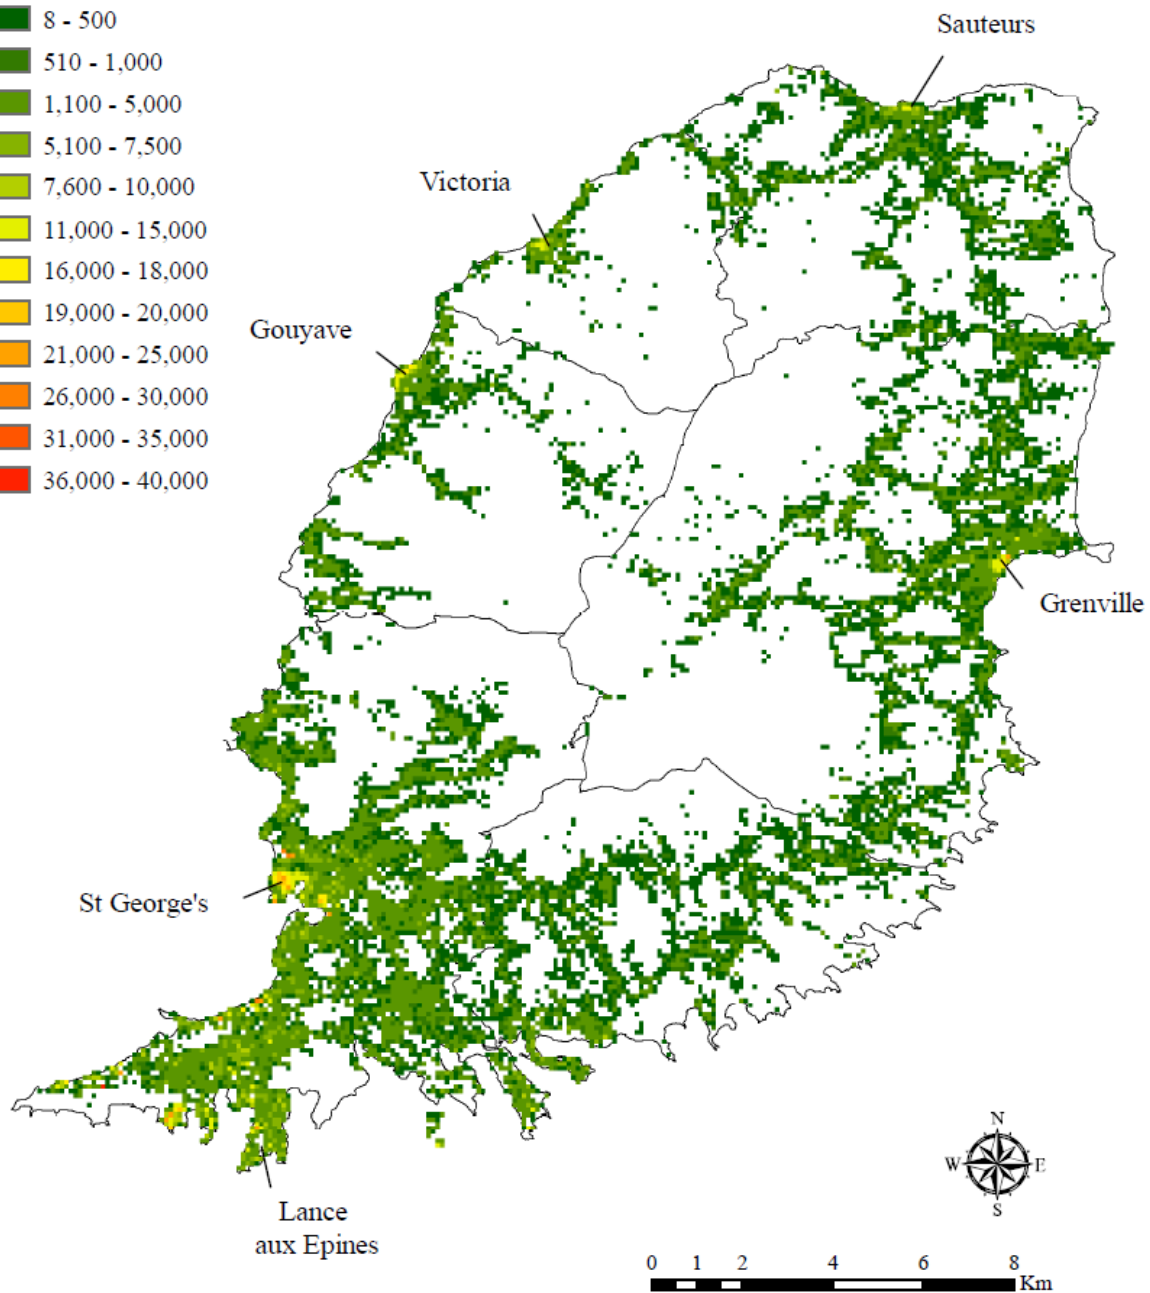 8 - 500
510 - 1,000
1,100 - 5,000
5,100 - 7,500
7,600 - 10,000
11,000 - 15,000
16,000 - 18,000
19,000 - 20,000
21,000 - 25,000
26,000 - 30,000
31,000 - 35,000
36,000 - 40,000
Sauteurs
Victoria
Gouyave
Grenville
St George's
Lance
aux Epines
N
W E
S
0 1 2 4 6 8
Km